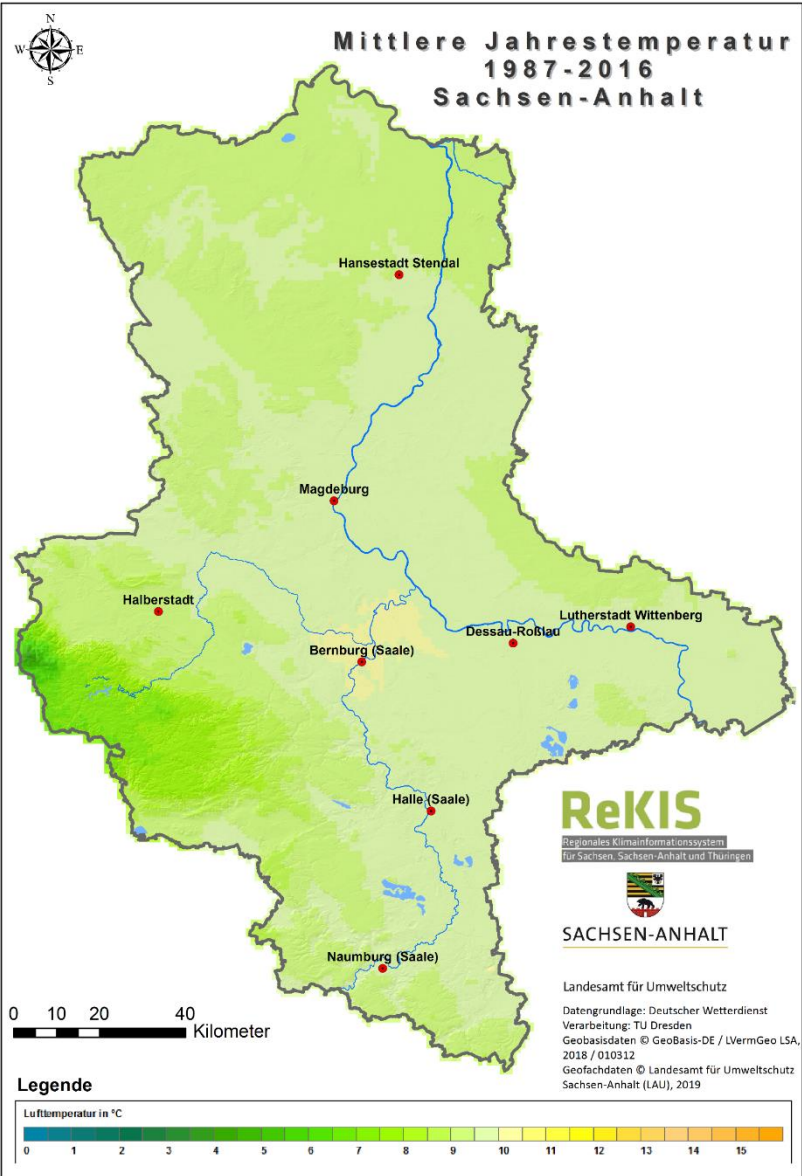 N
W E
S
Mittlere Jahrestemperatur
1987-2016
Sachsen-Anhalt
Hansestadt Stendal
Magdeburg
Halberstadt
Lutherstadt Wittenberg
Dessau-Roßlau
Bernburg (Saale)
Halle (Saale)
Naumburg (Saale)
ReKIS
Regionales Klimainformationssystem
für Sachsen, Sachsen-Anhalt und Thüringen
SACHSEN-ANHALT
Landesamt für Umweltschutz
Datengrundlage: Deutscher Wetterdienst
Verarbeitung: TU Dresden
Geobasisdaten © GeoBasis-DE / LVermGeo LSA,
2018 / 010312
Geofachdaten © Landesamt für Umweltschutz
Sachsen-Anhalt (LAU), 2019
0 10 20 40
Kilometer
Legende
Lufttemperatur in °C
0 1 2 3 4 5 6 7 8 9 10 11 12 13 14 15